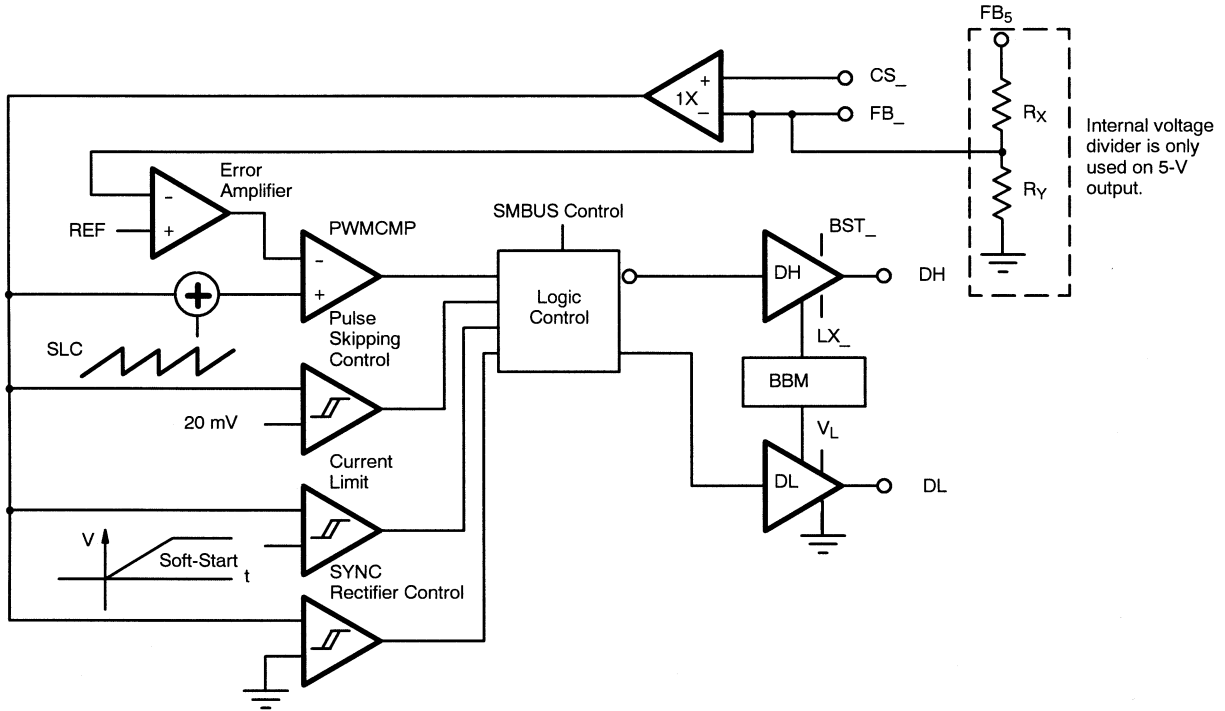 FB5
CS_
1X
+
−
FB_
RX
Internal voltage
divider is only
used on 5-V
output.
RY
Error
Amplifier
-
+
REF
SMBUS Control
PWMCMP
-
+
BST_
DH
DH
Logic
Control
+
Pulse
Skipping
Control
SLC
LX_
BBM
20 mV
VL
Current
Limit
DL
DL
V
Soft-Start
t
SYNC
Rectifier Control